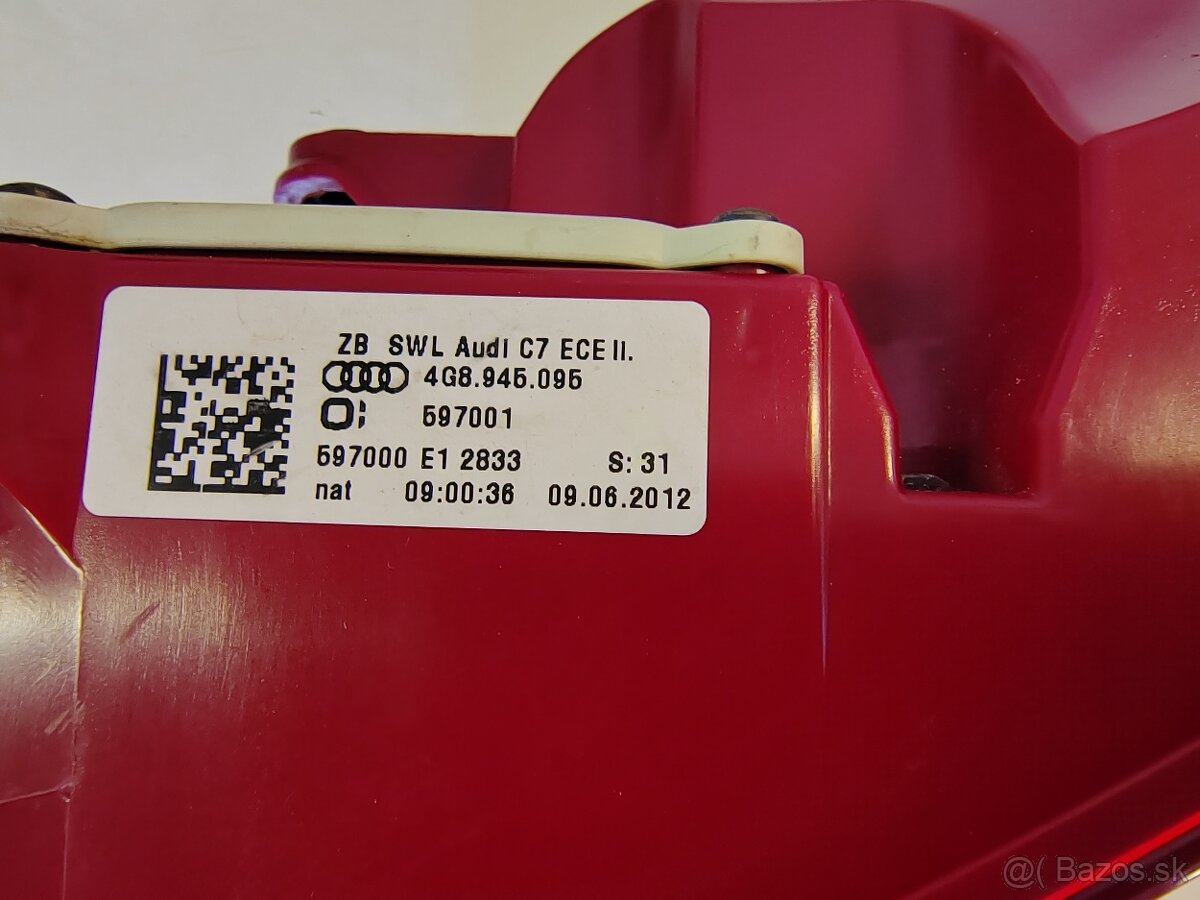 ZB SWL Audi C7 ECE II.
4G8.945.095
597001
597000 E1 2833 S: 31
nat 09:00:36 09.06.2012
@( Bazos.sk